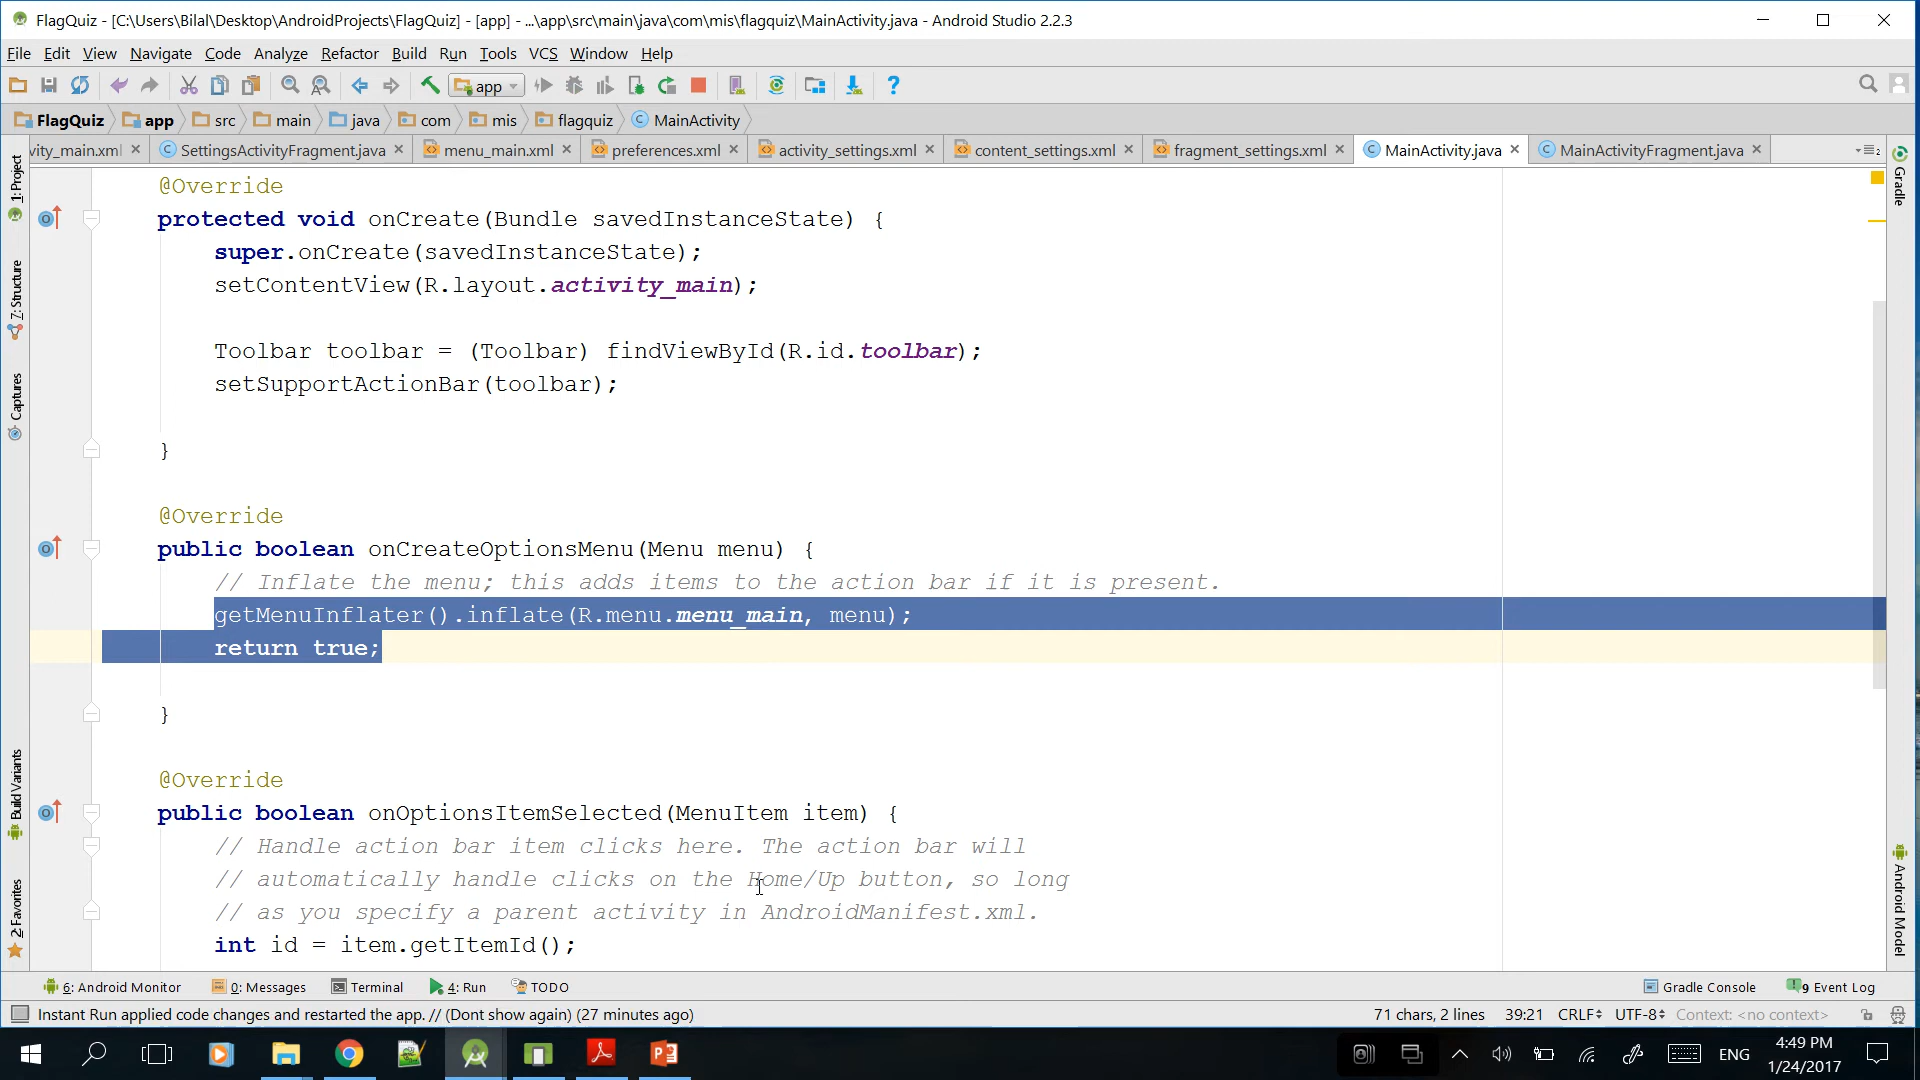 FlagQuiz - [C:\Users\Bilal\Desktop\AndroidProjects\FlagQuiz] - [app] - ...\app\src\main\java\com\mis\flagquiz\MainActivity.java - Android Studio 2.2.3
File Edit View Navigate Code Analyze Refactor Build Run Tools VCS Window Help
app
FlagQuiz app src main java com mis flagquiz MainActivity
vity_main.xml SettingsActivityFragment.java menu_main.xml preferences.xml activity_settings.xml content_settings.xml fragment_settings.xml MainActivity.java MainActivityFragment.java
1: Project
7: Structure
Captures
Build Variants
2: Favorites
@Override
protected void onCreate(Bundle savedInstanceState) {
super.onCreate(savedInstanceState);
setContentView(R.layout.activity_main);
Toolbar toolbar = (Toolbar) findViewById(R.id.toolbar);
setSupportActionBar(toolbar);
}
@Override
public boolean onCreateOptionsMenu(Menu menu) {
// Inflate the menu; this adds items to the action bar if it is present.
getMenuInflater().inflate(R.menu.menu_main, menu);
return true;
}
@Override
public boolean onOptionsItemSelected(MenuItem item) {
// Handle action bar item clicks here. The action bar will
// automatically handle clicks on the Home/Up button, so long
// as you specify a parent activity in AndroidManifest.xml.
int id = item.getItemId();
Gradle
Android Model
6: Android Monitor 0: Messages Terminal 4: Run TODO Gradle Console 9 Event Log
Instant Run applied code changes and restarted the app. // (Dont show again) (27 minutes ago) 71 chars, 2 lines 39:21 CRLF UTF-8 Context: <no context>
ENG
4:49 PM
1/24/2017